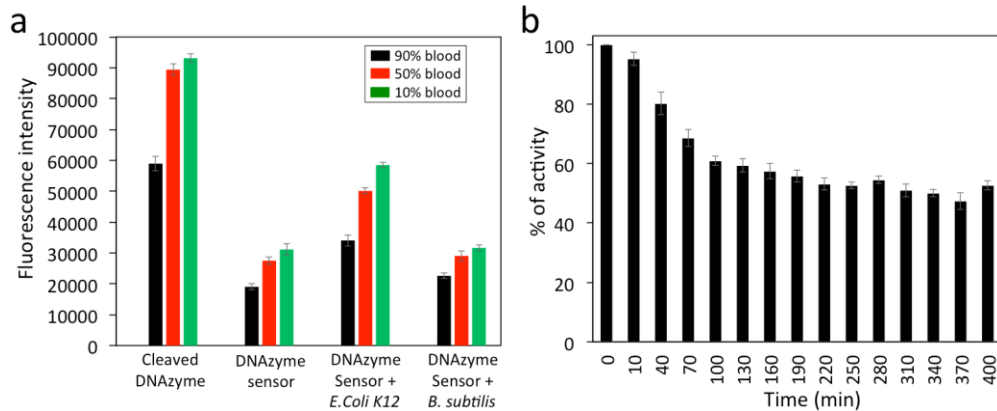 a
Fluorescence intensity
100000
90000
80000
70000
60000
50000
40000
30000
20000
10000
0
90% blood
50% blood
10% blood
Cleaved
DNAzyme
DNAzyme
sensor
DNAzyme
Sensor +
E.Coli K12
DNAzyme
Sensor +
B. subtilis
b
% of activity
100
80
60
40
20
0
0 10 40 70 100 130 160 190 220 250 280 310 340 370 400
Time (min)